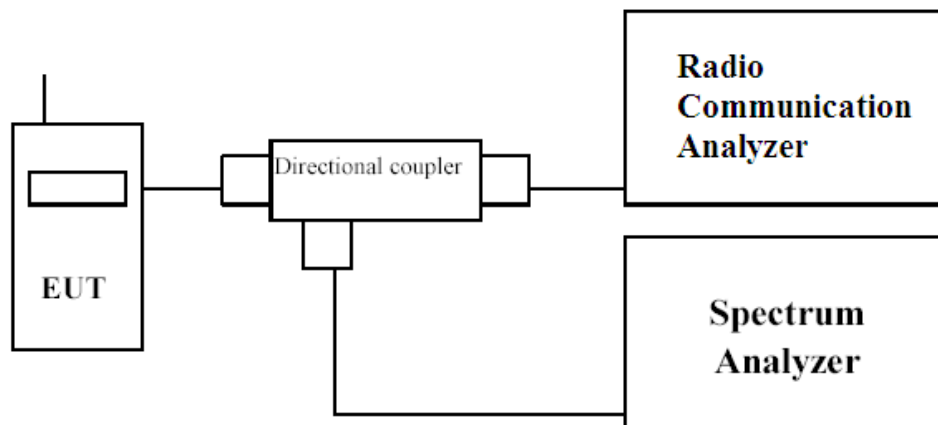 Radio
Communication
Analyzer
Directional coupler
EUT
Spectrum
Analyzer